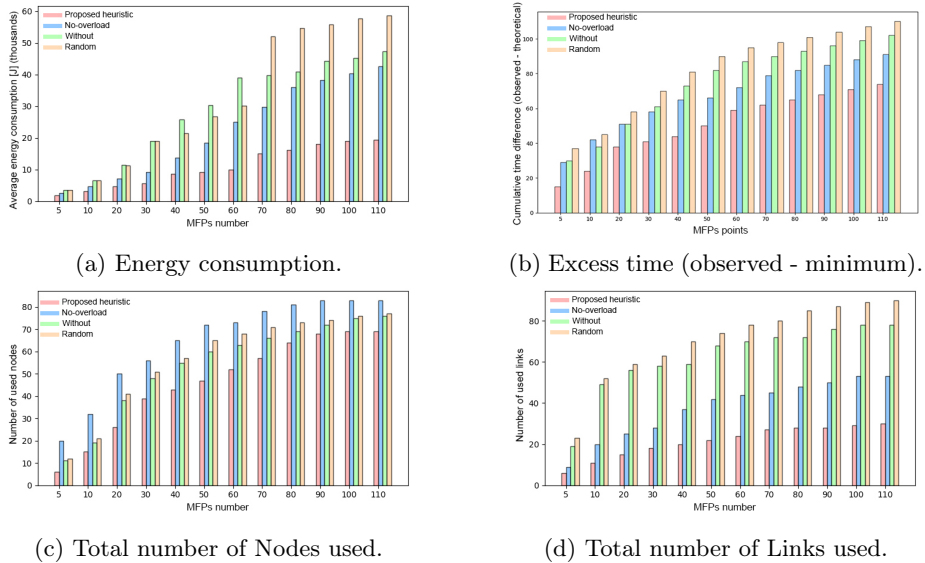 Proposed heuristic
No-overload
Without
Random
Average energy consumption [J] (thousands)
0 10 20 30 40 50 60
5 10 20 30 40 50 60 70 80 90 100 110
MFPs number
(a) Energy consumption.
Proposed heuristic
No-overload
Without
Random
Cumulative time difference (observed - theoretical)
0 20 40 60 80 100
5 10 20 30 40 50 60 70 80 90 100 110
MFPs points
(b) Excess time (observed - minimum).
Proposed heuristic
No-overload
Without
Random
Number of used nodes
0 10 20 30 40 50 60 70 80
5 10 20 30 40 50 60 70 80 90 100 110
MFPs number
(c) Total number of Nodes used.
Proposed heuristic
No-overload
Without
Random
Number of used links
0 20 40 60 80
5 10 20 30 40 50 60 70 80 90 100 110
MFPs number
(d) Total number of Links used.